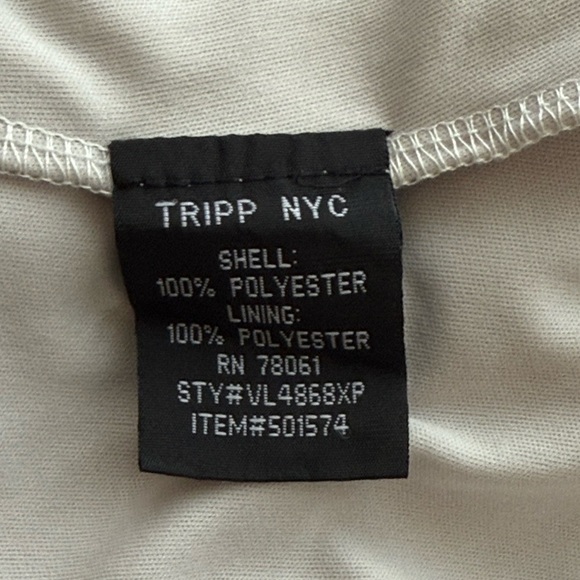 TRIPP NYC
SHELL:
100% POLYESTER
LINING:
100% POLYESTER
RN 78061
STY#VL4868XP
ITEM#501574